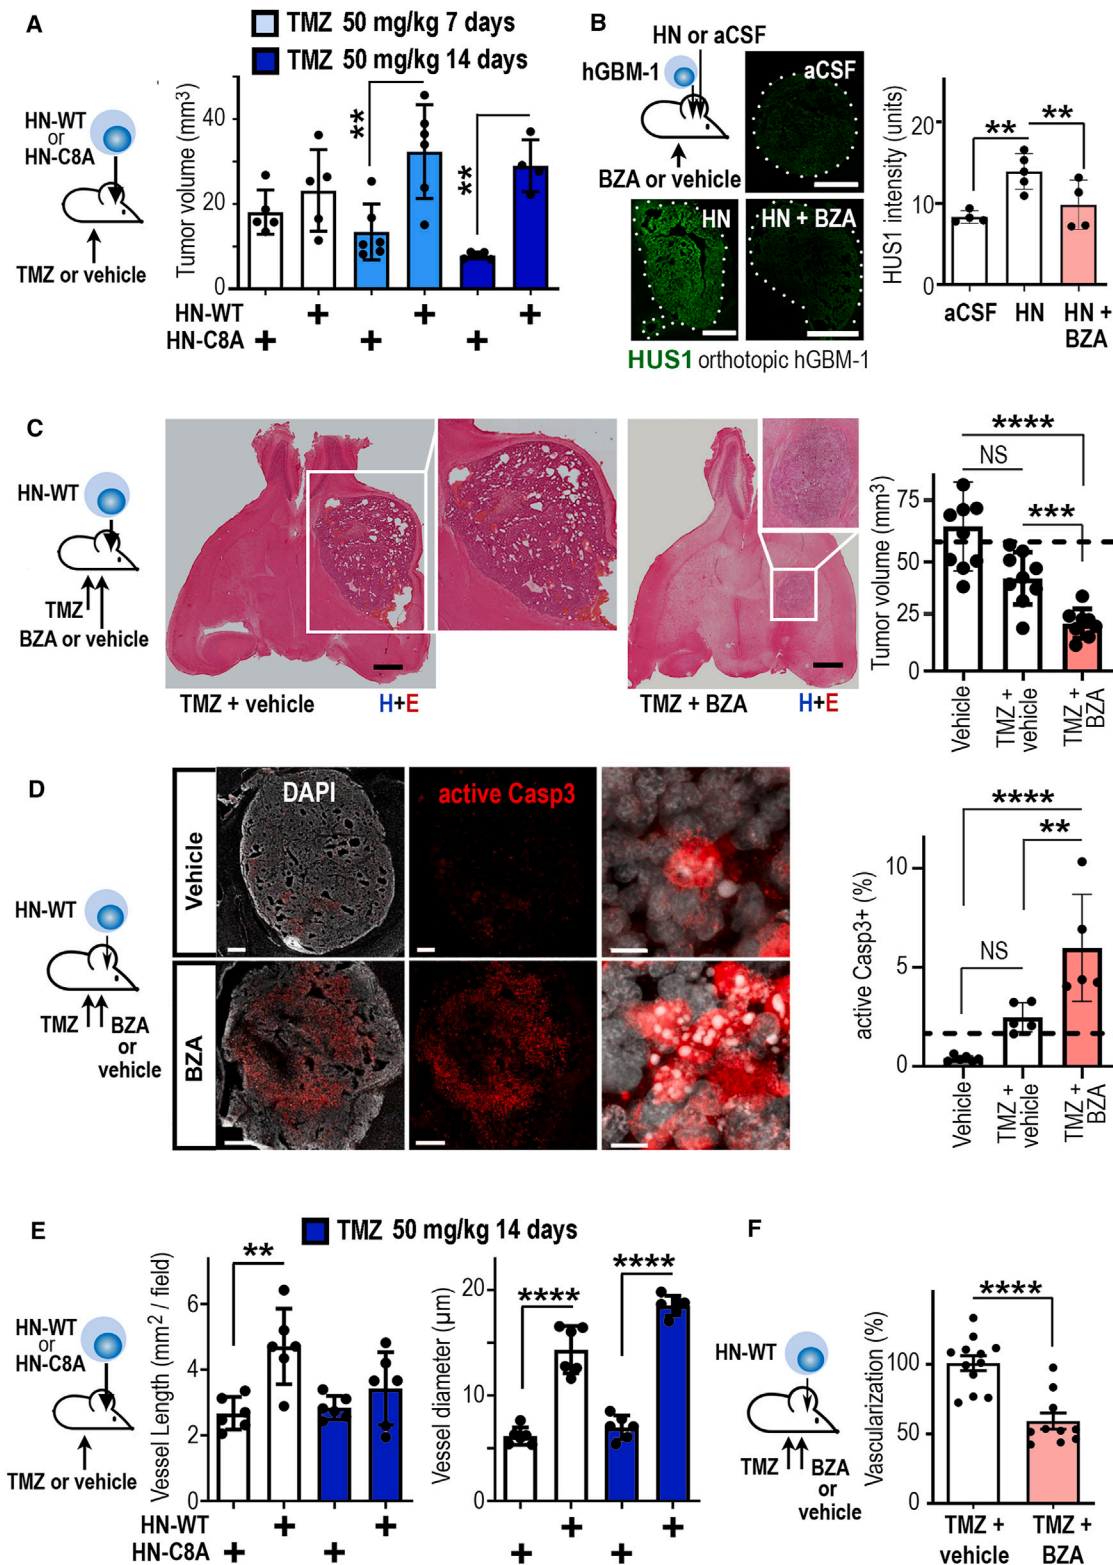 A
TMZ 50 mg/kg 7 days
TMZ 50 mg/kg 14 days
HN-WT
or
HN-C8A
TMZ or vehicle
Tumor volume (mm³)
40
20
0
**
**
HN-WT
HN-C8A
+ + +
+ + +
B
HN or aCSF
hGBM-1
BZA or vehicle
aCSF
HN
HN + BZA
HUS1 orthotopic hGBM-1
HUS1 intensity (units)
20
10
0
** **
aCSF HN HN + BZA
C
HN-WT
TMZ
BZA or vehicle
TMZ + vehicle H+E
TMZ + BZA H+E
Tumor volume (mm³)
75
50
25
0
****
NS
***
Vehicle
TMZ + vehicle
TMZ + BZA
D
HN-WT
TMZ BZA
or
vehicle
Vehicle
BZA
DAPI
active Casp3
active Casp3+ (%)
10
5
0
****
**
NS
Vehicle
TMZ + vehicle
TMZ + BZA
E
TMZ 50 mg/kg 14 days
HN-WT
or
HN-C8A
TMZ or vehicle
Vessel Length (mm² / field)
6
4
2
0
**
Vessel diameter (µm)
20
10
0
****
****
HN-WT
HN-C8A
+ + + +
+ + + +
F
HN-WT
TMZ BZA
or
vehicle
Vascularization (%)
100
50
0
****
TMZ + vehicle
TMZ + BZA